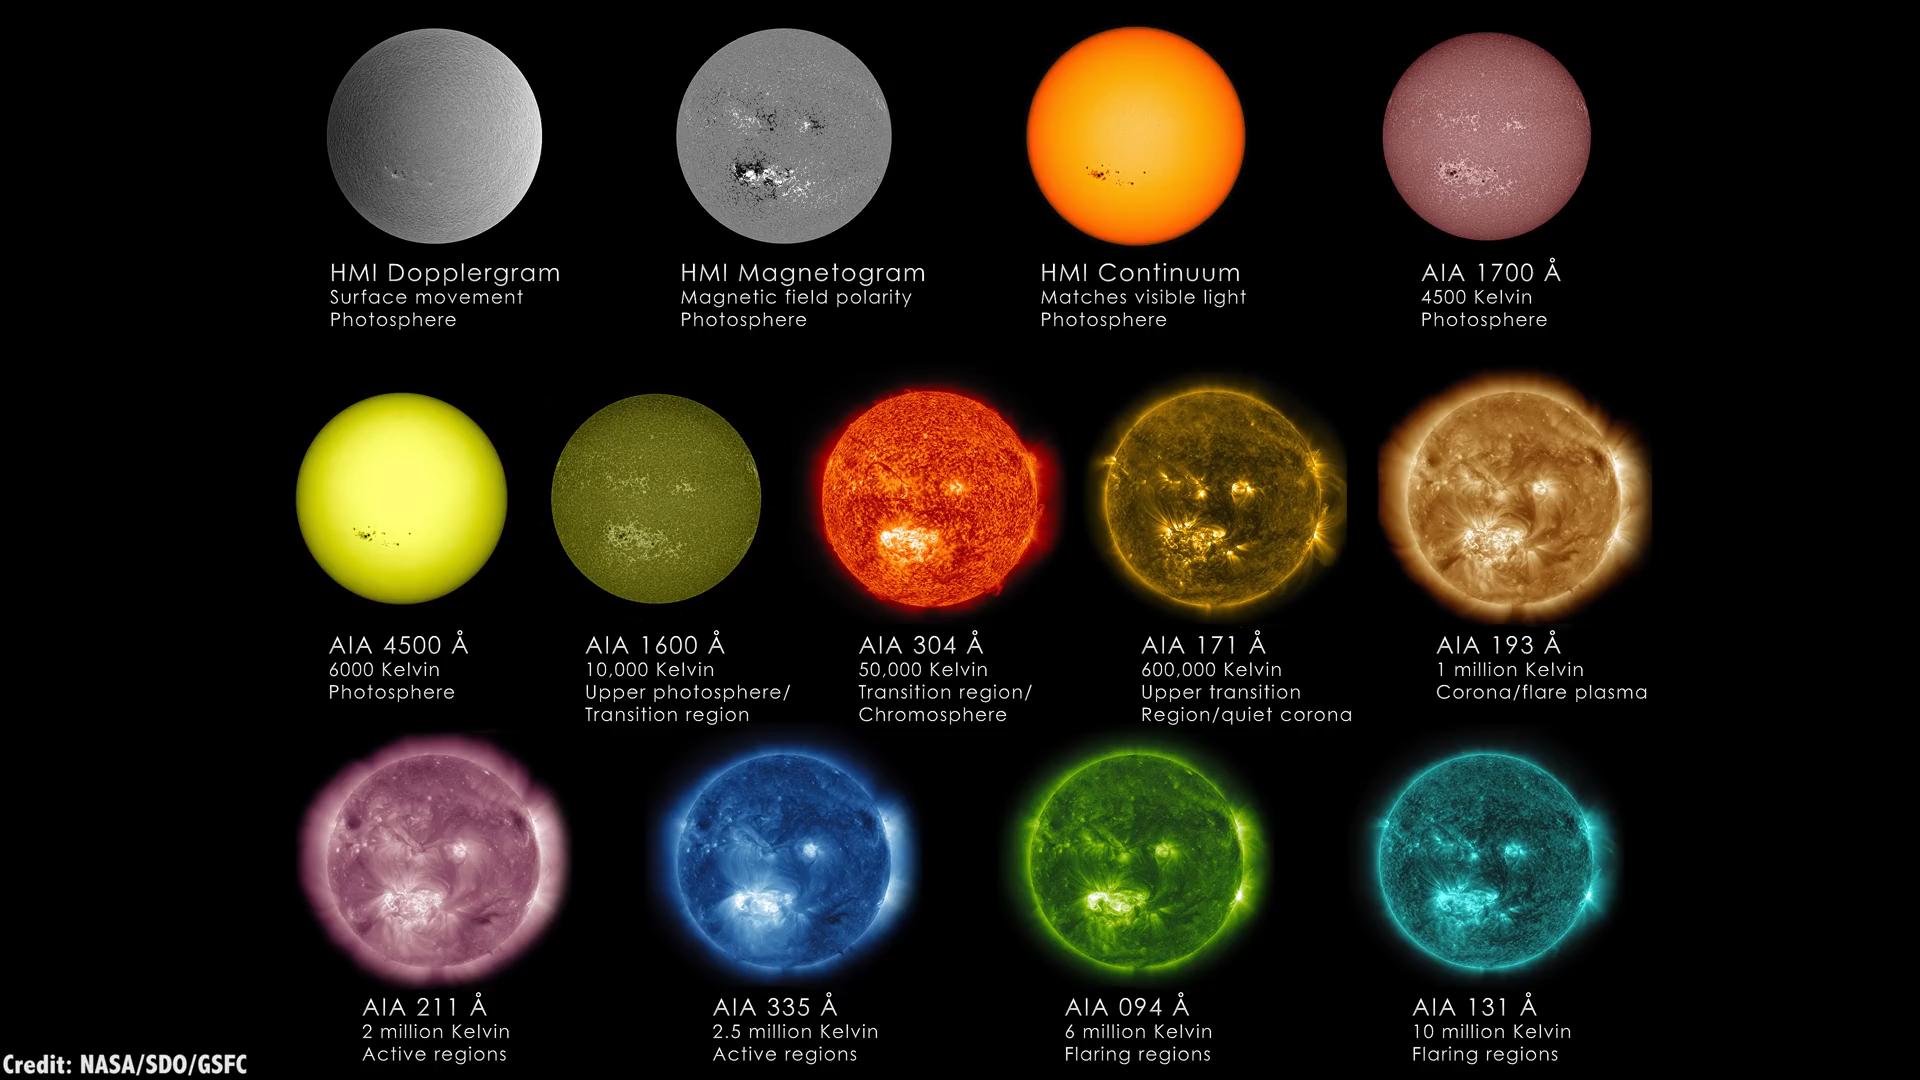 HMI Dopplergram
Surface movement
Photosphere
HMI Magnetogram
Magnetic field polarity
Photosphere
HMI Continuum
Matches visible light
Photosphere
AIA 1700 Å
4500 Kelvin
Photosphere
AIA 4500 Å
6000 Kelvin
Photosphere
AIA 1600 Å
10,000 Kelvin
Upper photosphere/
Transition region
AIA 304 Å
50,000 Kelvin
Transition region/
Chromosphere
AIA 171 Å
600,000 Kelvin
Upper transition
Region/quiet corona
AIA 193 Å
1 million Kelvin
Corona/flare plasma
AIA 211 Å
2 million Kelvin
Active regions
AIA 335 Å
2.5 million Kelvin
Active regions
AIA 094 Å
6 million Kelvin
Flaring regions
AIA 131 Å
10 million Kelvin
Flaring regions
Credit: NASA/SDO/GSFC